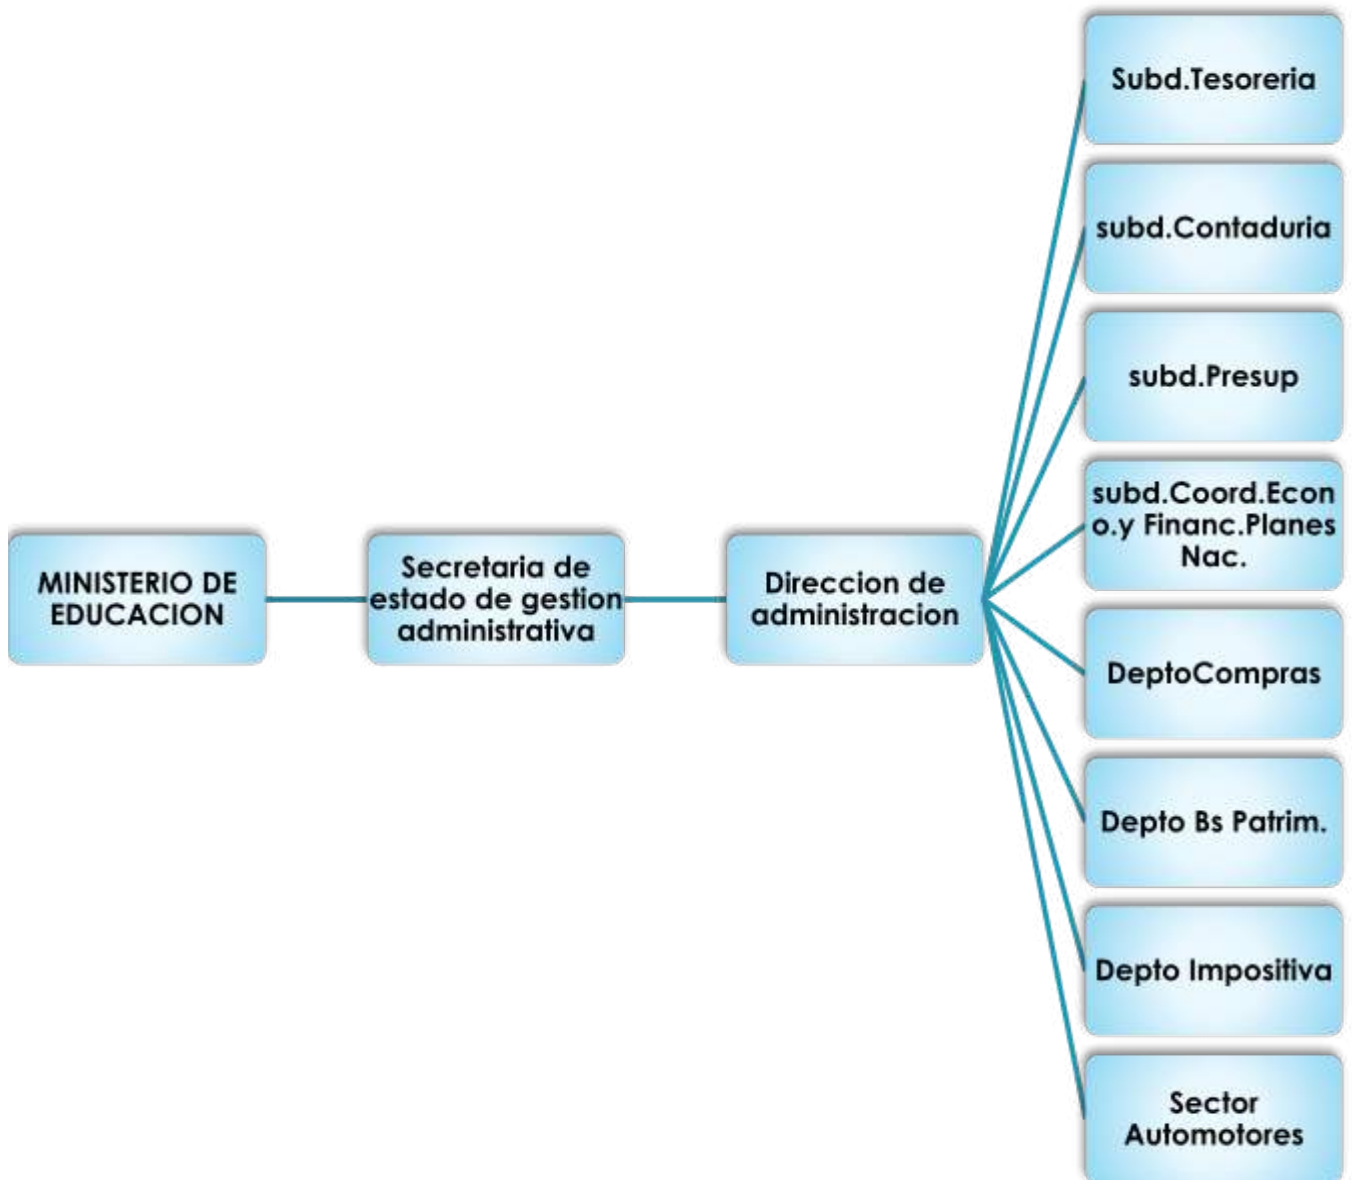 MINISTERIO DE
EDUCACION
Secretaria de
estado de gestion
administrativa
Direccion de
administracion
Subd.Tesoreria
subd.Contaduria
subd.Presup
subd.Coord.Econ
o.y Financ.Planes
Nac.
DeptoCompras
Depto Bs Patrim.
Depto Impositiva
Sector
Automotores